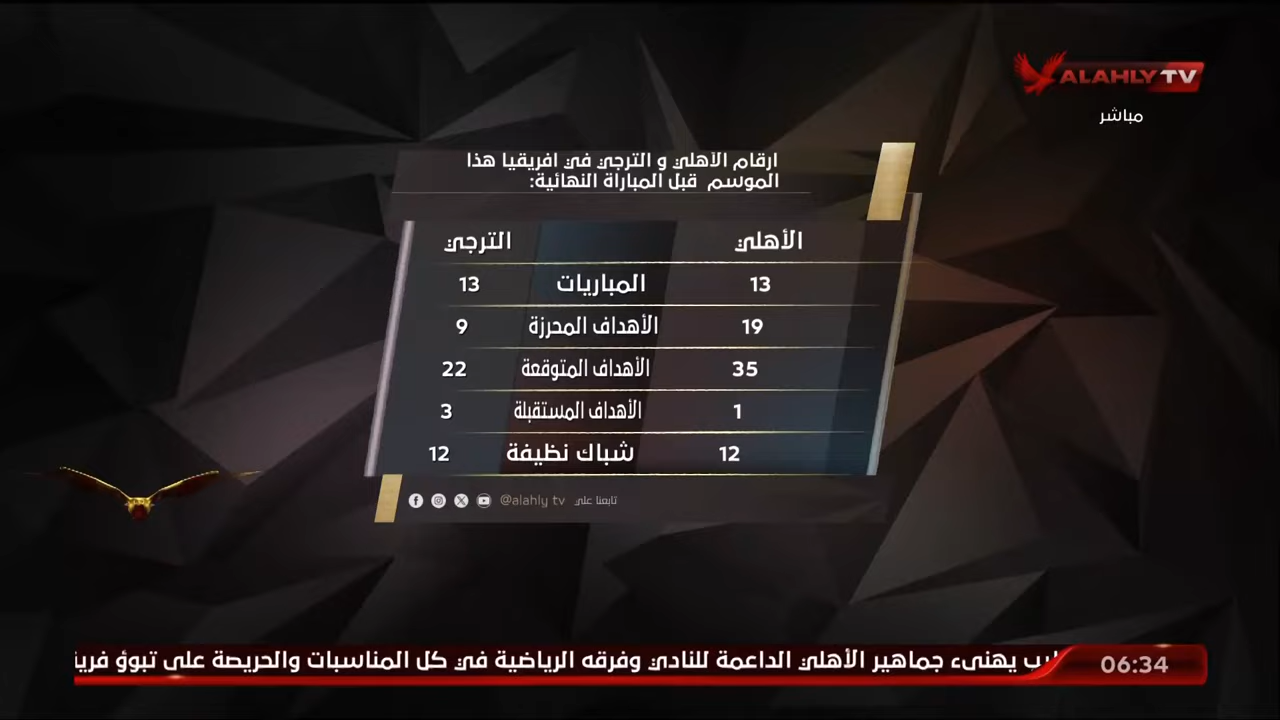 ALAHLY TV
مباشر
ارقام الأهلي و الترجي في افريقيا هذا
الموسم قبل المباراة النهائية:
الأهلي الترجي
13 المباريات 13
19 الأهداف المحرزة 9
35 الأهداف المتوقعة 22
1 الأهداف المستقبلة 3
12 شباك نظيفة 12
تابعنا علي @alahly tv
06:34 يهنىء جماهير الأهلي الداعمة للنادي وفرقه الرياضية في كل المناسبات والحريصة على تبوؤ